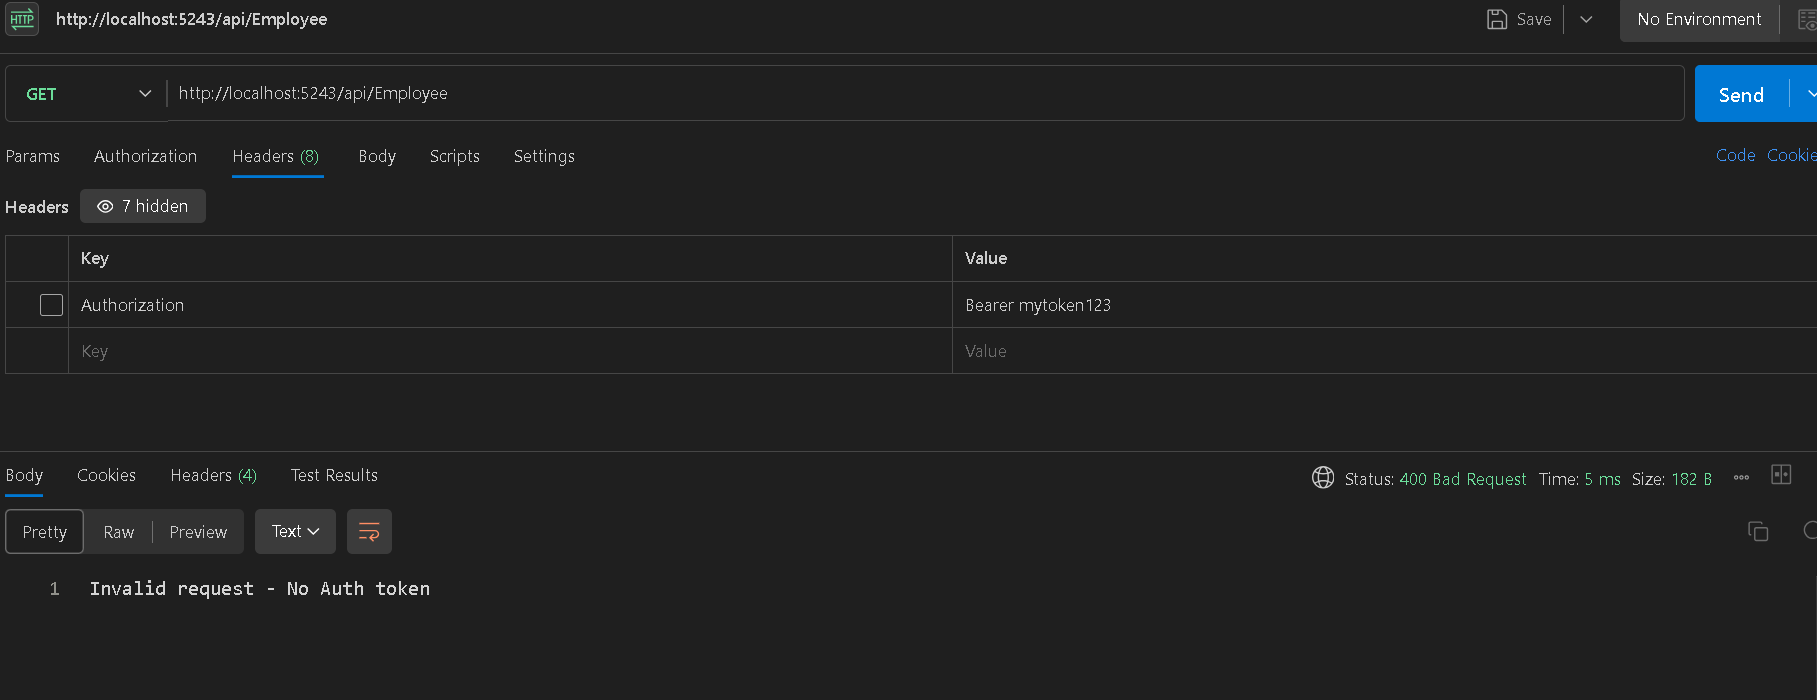 HTTP http://localhost:5243/api/Employee Save No Environment
GET http://localhost:5243/api/Employee Send
Params Authorization Headers (8) Body Scripts Settings Code Cookie
Headers 7 hidden
Key Value
Authorization Bearer mytoken123
Key Value
Body Cookies Headers (4) Test Results Status: 400 Bad Request Time: 5 ms Size: 182 B
Pretty Raw Preview Text
1 Invalid request - No Auth token